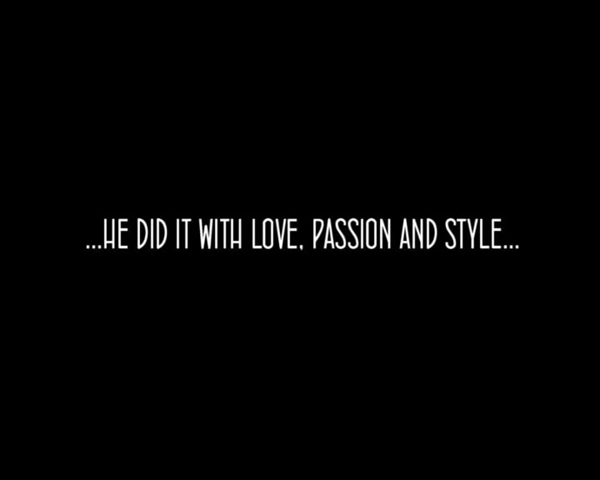 ...HE DID IT WITH LOVE, PASSION AND STYLE...